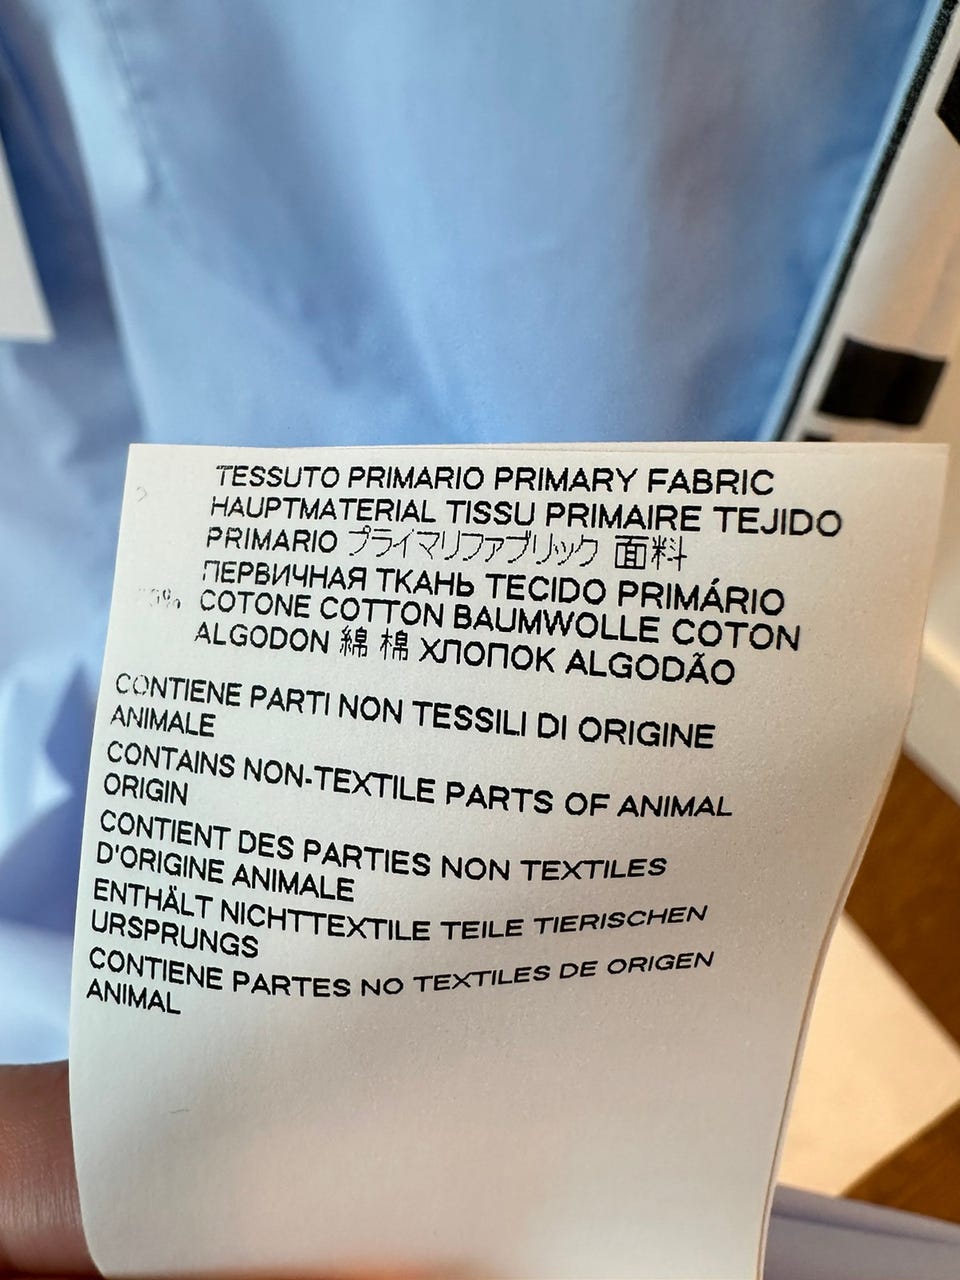 TESSUTO PRIMARIO PRIMARY FABRIC
HAUPTMATERIAL TISSU PRIMAIRE TEJIDO
PRIMARIO プライマリファブリック 面料
ПЕРВИЧНАЯ ТКАНЬ TECIDO PRIMÁRIO
COTONE COTTON BAUMWOLLE COTON
ALGODON 綿 棉 ХЛОПОК ALGODÃO
CONTIENE PARTI NON TESSILI DI ORIGINE
ANIMALE
CONTAINS NON-TEXTILE PARTS OF ANIMAL
ORIGIN
CONTIENT DES PARTIES NON TEXTILES
D'ORIGINE ANIMALE
ENTHÄLT NICHTTEXTILE TEILE TIERISCHEN
URSPRUNGS
CONTIENE PARTES NO TEXTILES DE ORIGEN
ANIMAL